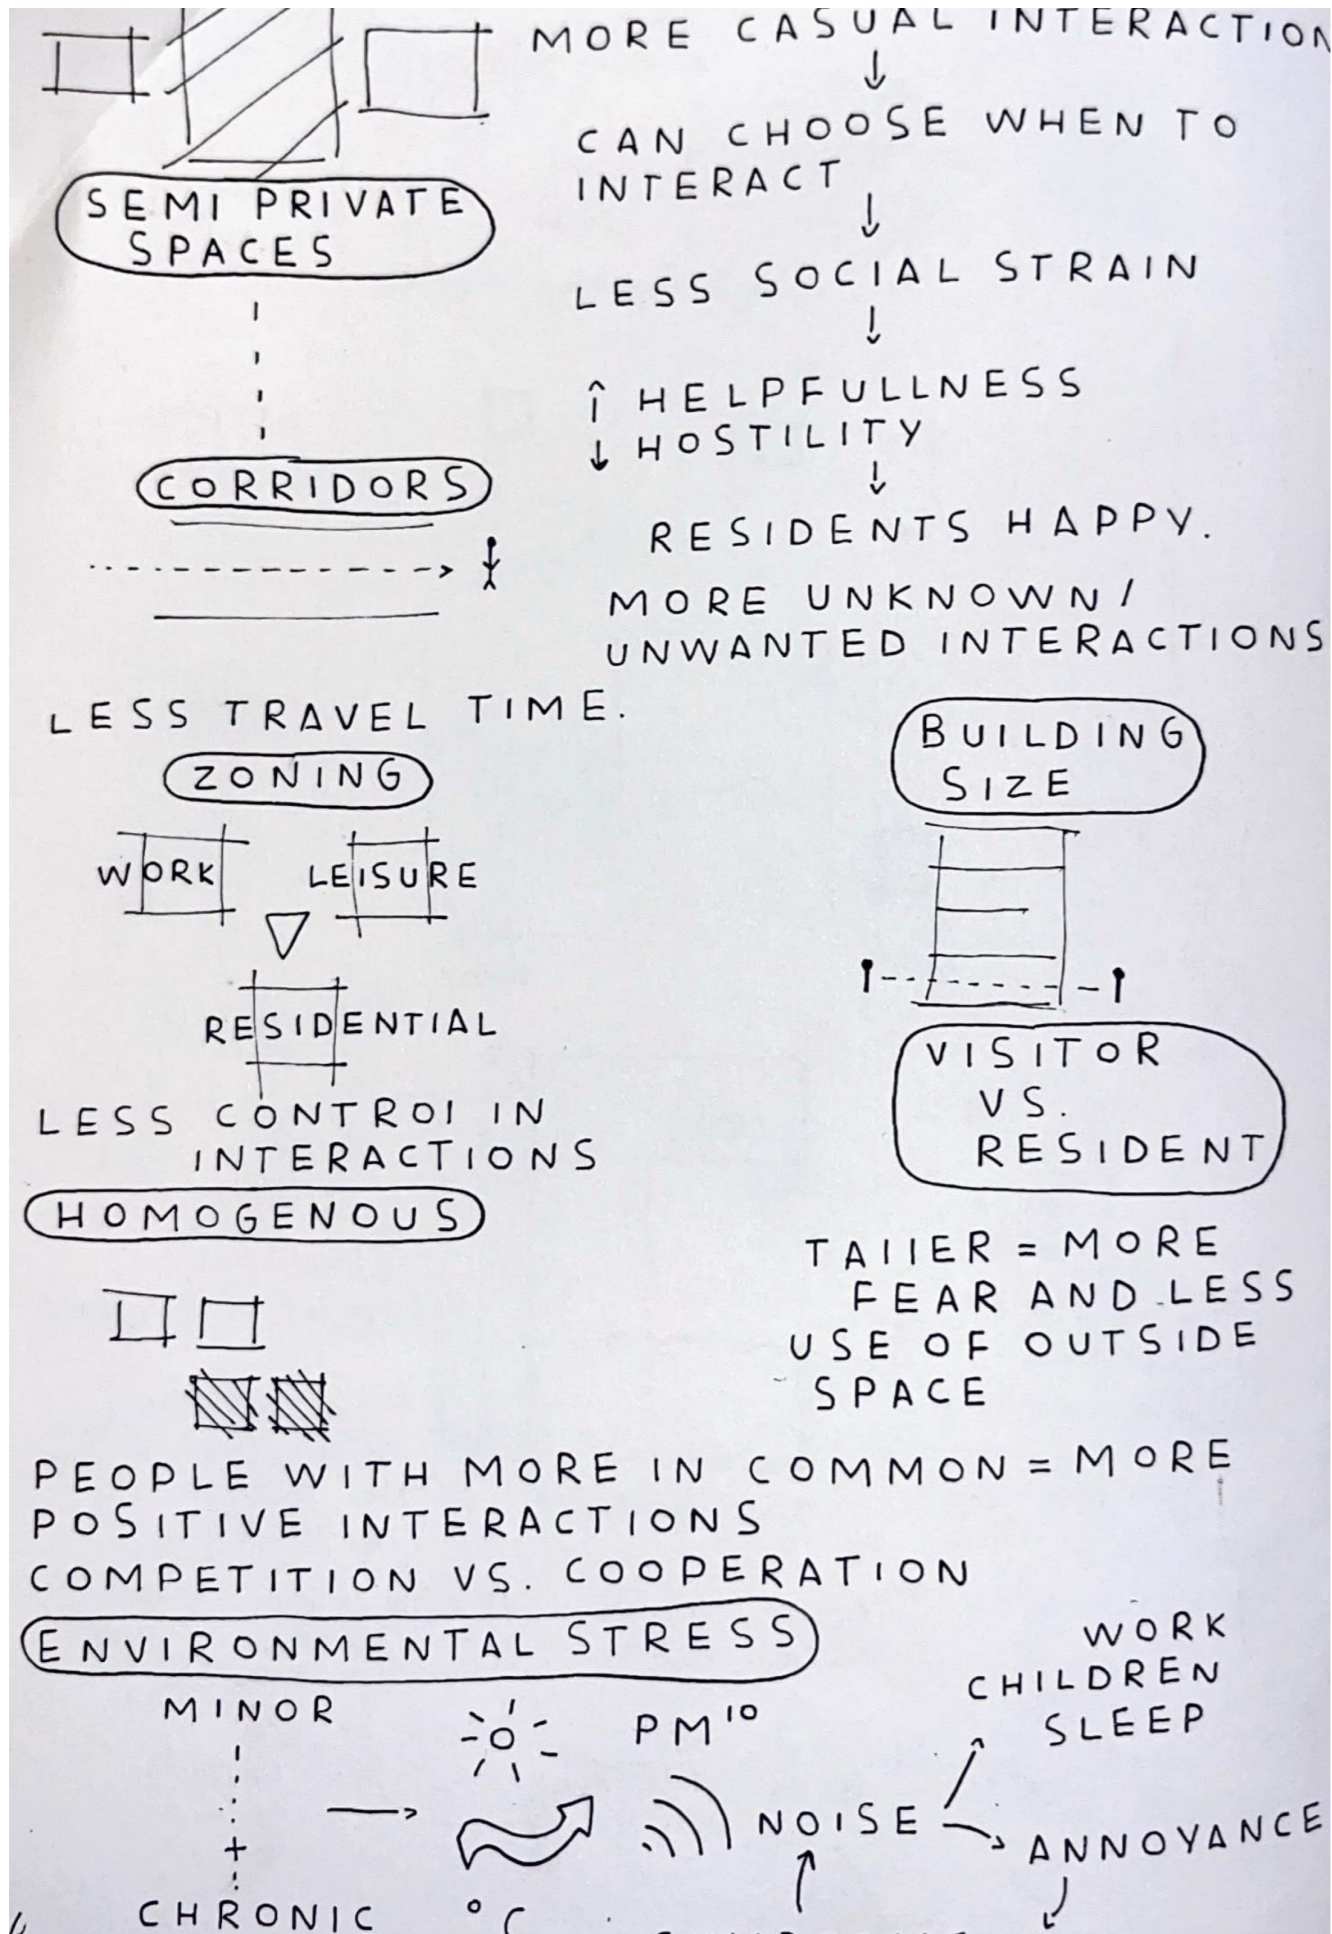 MORE CASUAL INTERACTION
↓
CAN CHOOSE WHEN TO
INTERACT
↓
LESS SOCIAL STRAIN
↓
↑ HELPFULLNESS
↓ HOSTILITY
↓
RESIDENTS HAPPY.
SEMI PRIVATE
SPACES
CORRIDORS
MORE UNKNOWN/
UNWANTED INTERACTIONS
LESS TRAVEL TIME.
ZONING
WORK
LEISURE
RESIDENTIAL
BUILDING
SIZE
VISITOR
VS.
RESIDENT
LESS CONTROl IN
INTERACTIONS
HOMOGENOUS
TAllER = MORE
FEAR AND LESS
USE OF OUTSIDE
SPACE
PEOPLE WITH MORE IN COMMON = MORE
POSITIVE INTERACTIONS
COMPETITION VS. COOPERATION
ENVIRONMENTAL STRESS
MINOR
+
CHRONIC
PM¹⁰
°C
NOISE
WORK
CHILDREN
SLEEP
ANNOYANCE